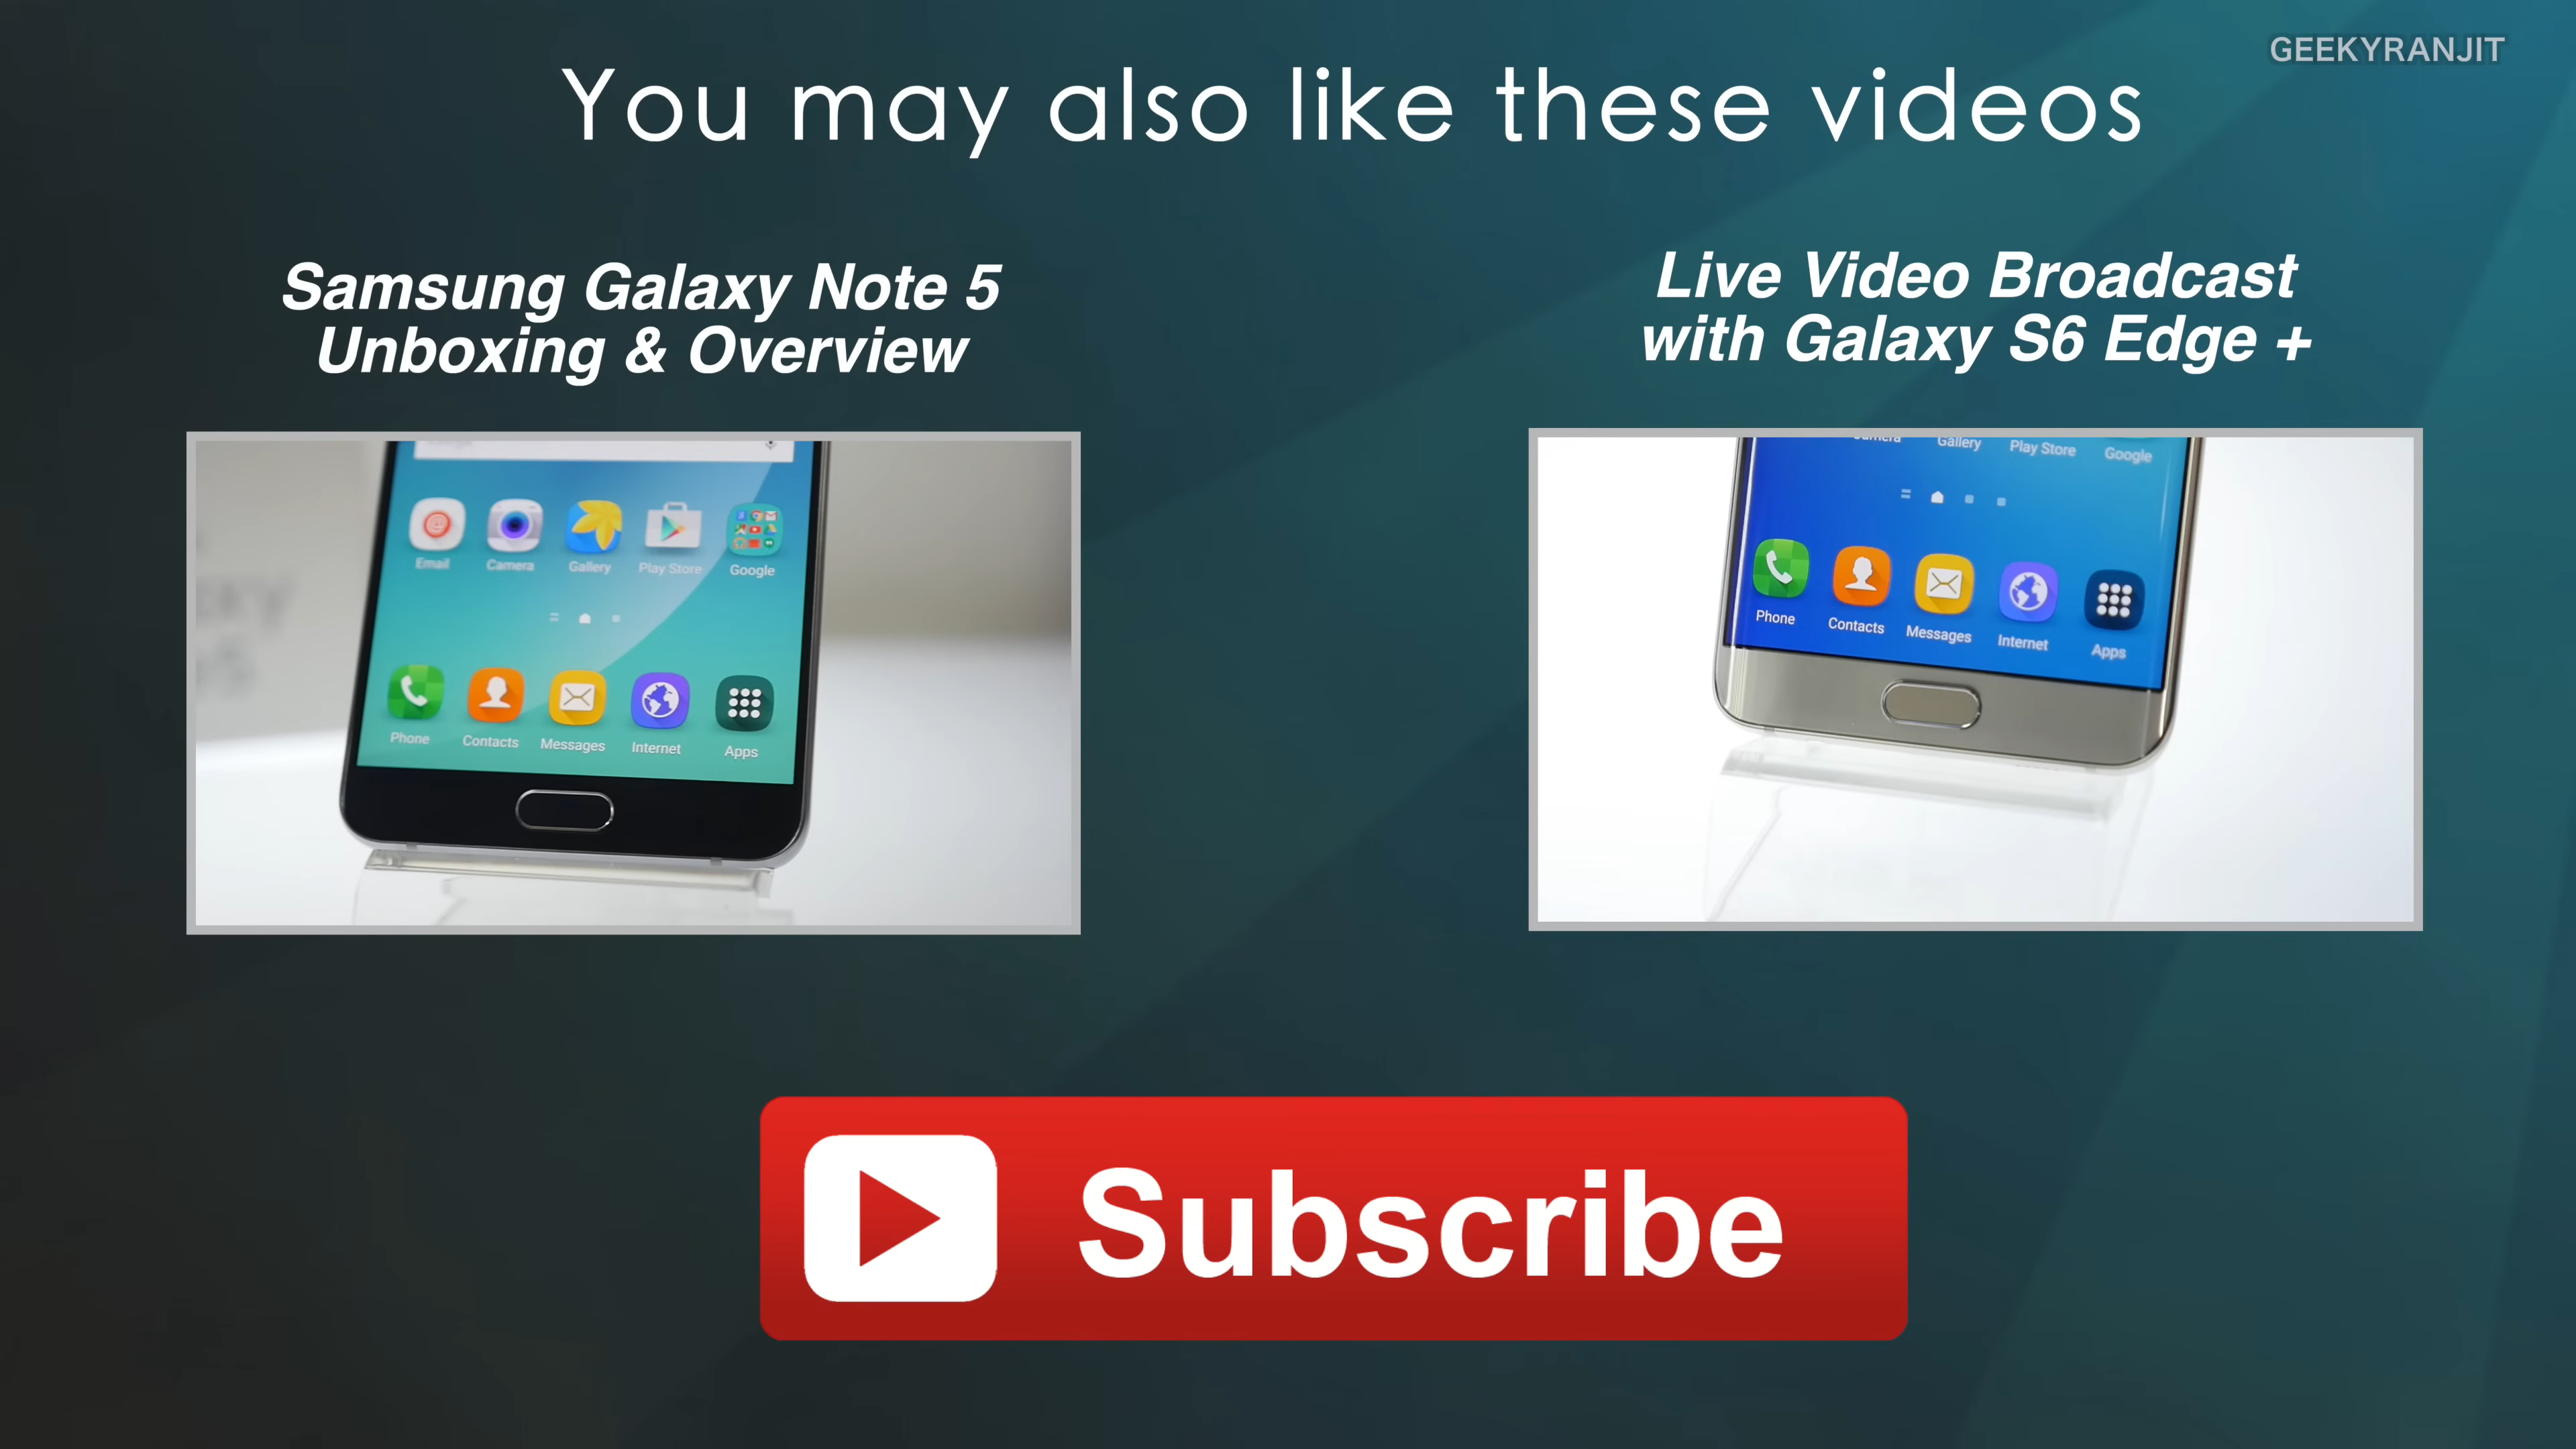 GEEKYRANJIT
You may also like these videos
Samsung Galaxy Note 5
Unboxing & Overview
Live Video Broadcast
with Galaxy S6 Edge +
Email Camera Gallery Play Store Google
Phone Contacts Messages Internet Apps
Camera Gallery Play Store Google
Phone Contacts Messages Internet Apps
Subscribe